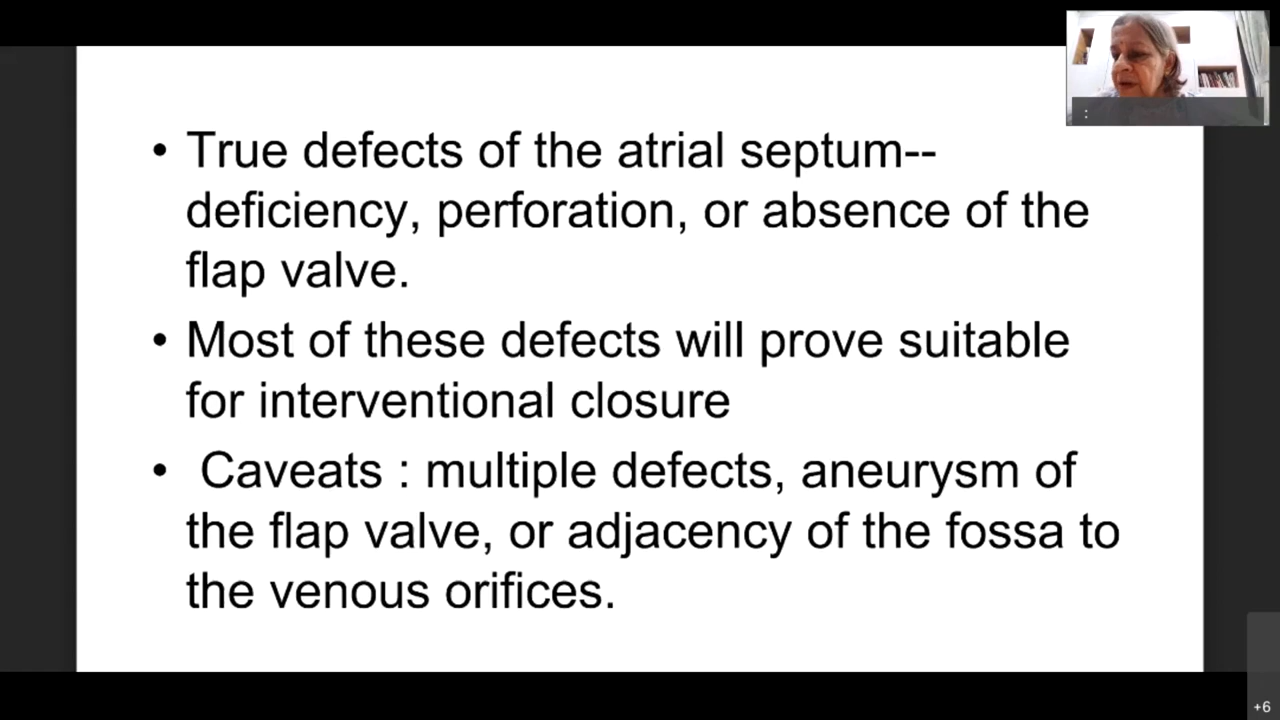 • True defects of the atrial septum--
deficiency, perforation, or absence of the
flap valve.
• Most of these defects will prove suitable
for interventional closure
• Caveats : multiple defects, aneurysm of
the flap valve, or adjacency of the fossa to
the venous orifices.
:
+6